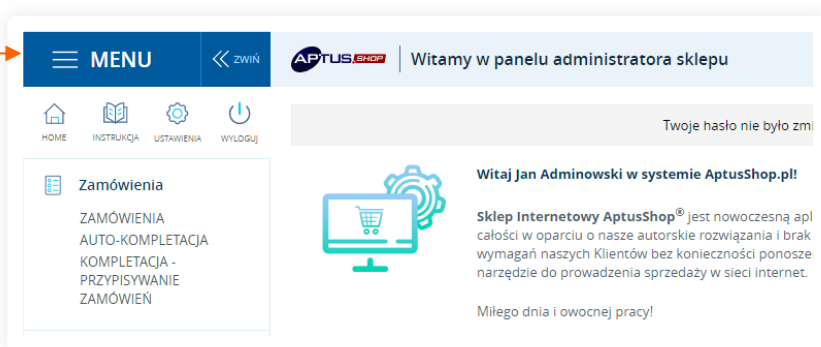 MENU
ZWIŃ
APTUS.SHOP
Witamy w panelu administratora sklepu
HOME
INSTRUKCJA
USTAWIENIA
WYLOGUJ
Twoje hasło nie było zmi
Zamówienia
ZAMÓWIENIA
AUTO-KOMPLETACJA
KOMPLETACJA -
PRZYPISYWANIE
ZAMÓWIEŃ
Witaj Jan Adminowski w systemie AptusShop.pl!
Sklep Internetowy AptusShop® jest nowoczesną apl
całości w oparciu o nasze autorskie rozwiązania i brak
wymagań naszych Klientów bez konieczności ponosze
narzędzie do prowadzenia sprzedaży w sieci internet.
Miłego dnia i owocnej pracy!